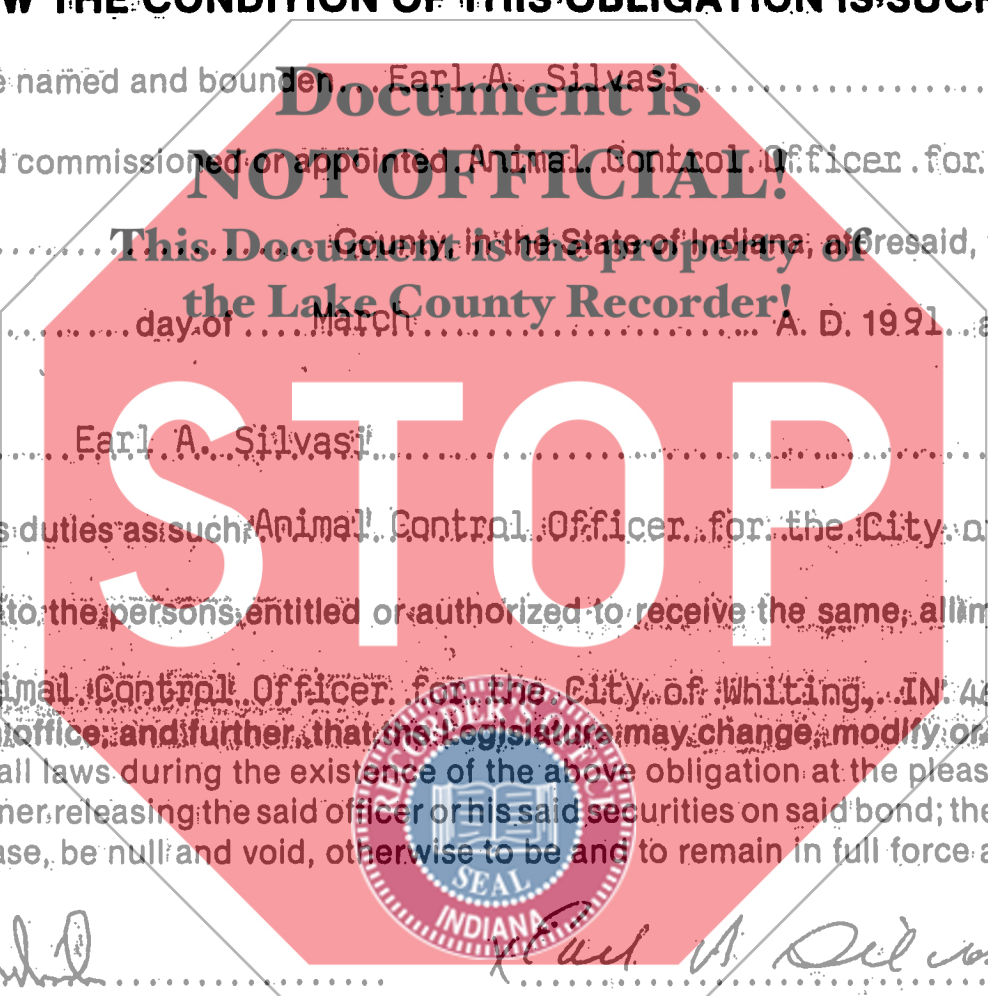 W THE CONDITION OF THIS OBLIGATION IS SUCH
e named and bounden Earl A. Silvasi
Document is
d commissioned or appointed Animal Control Officer for
NOT OFFICIAL!
County, in the State of Indiana, aforesaid,
This Document is the property of
the Lake County Recorder!
day of March A. D. 1991 a
STOP
Earl A. Silvasi
s duties as such Animal Control Officer for the City o
to the persons entitled or authorized to receive the same, all m
imal Control Officer for the City of Whiting, IN 46
office; and further, that the Legislature may change, modify or
all laws during the existence of the above obligation at the pleas
ner releasing the said officer or his said securities on said bond; the
ase, be null and void, otherwise to be and to remain in full force a
RECORDER'S OFFICE
SEAL
INDIANA
x Earl A Silvas